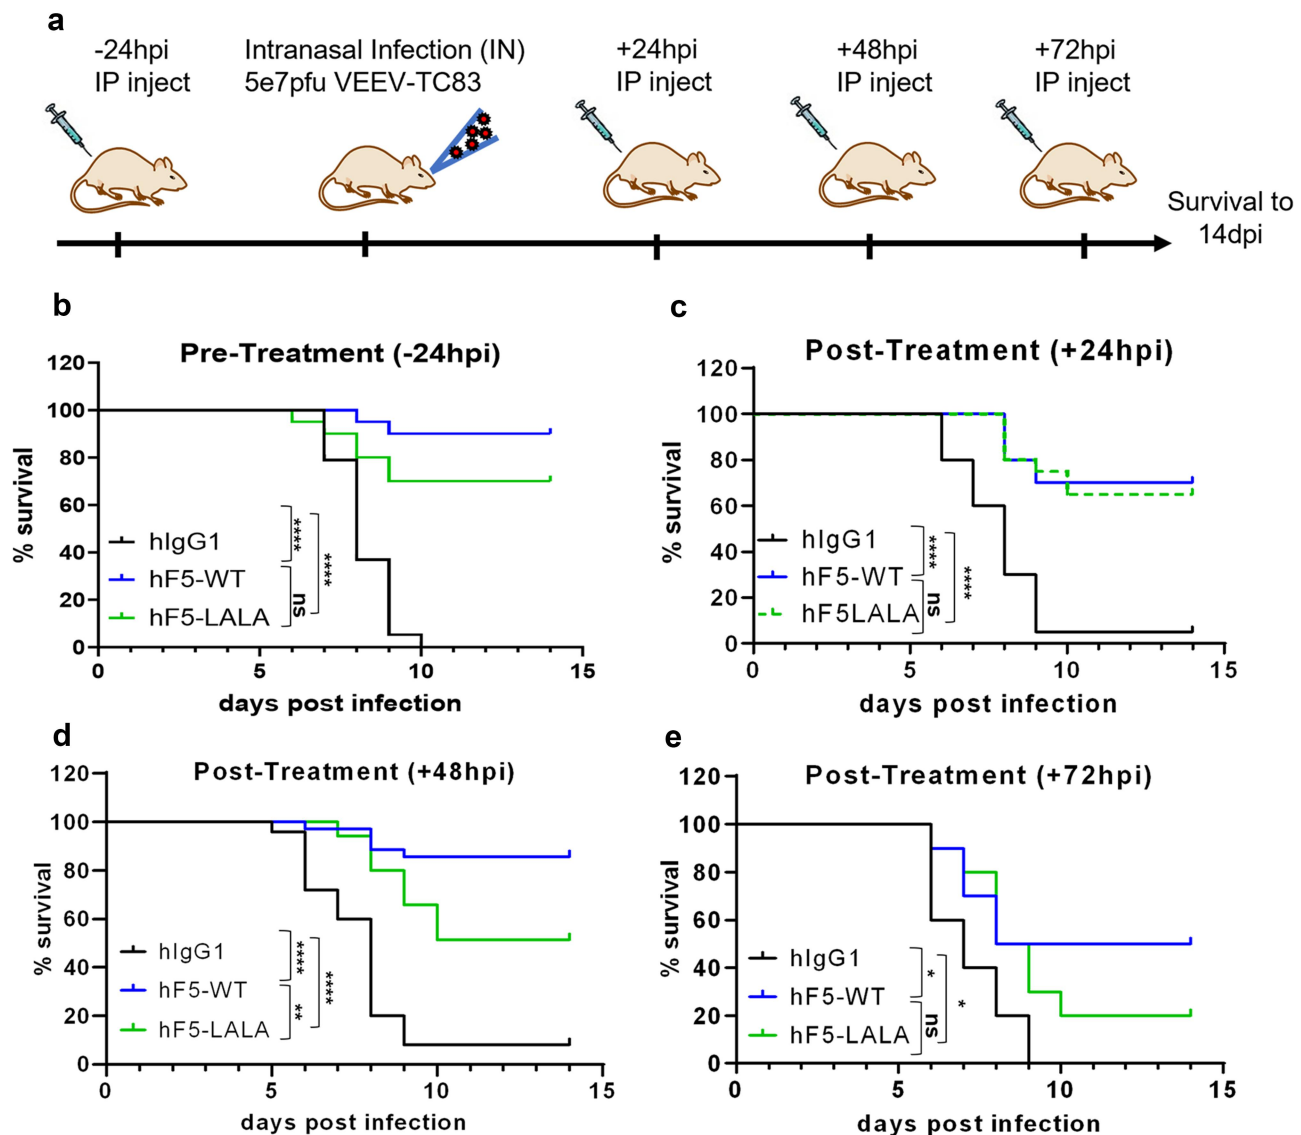 a
-24hpi
IP inject
Intranasal Infection (IN)
5e7pfu VEEV-TC83
+24hpi
IP inject
+48hpi
IP inject
+72hpi
IP inject
Survival to
14dpi
b
Pre-Treatment (-24hpi)
% survival
120
100
80
60
40
20
0
hIgG1
hF5-WT
hF5-LALA
****
ns
****
0 5 10 15
days post infection
c
Post-Treatment (+24hpi)
% survival
120
100
80
60
40
20
0
hIgG1
hF5-WT
hF5LALA
****
ns
****
0 5 10 15
days post infection
d
Post-Treatment (+48hpi)
% survival
120
100
80
60
40
20
0
hIgG1
hF5-WT
hF5-LALA
****
**
****
0 5 10 15
days post infection
e
Post-Treatment (+72hpi)
% survival
120
100
80
60
40
20
0
hIgG1
hF5-WT
hF5-LALA
*
ns
*
0 5 10 15
days post infection